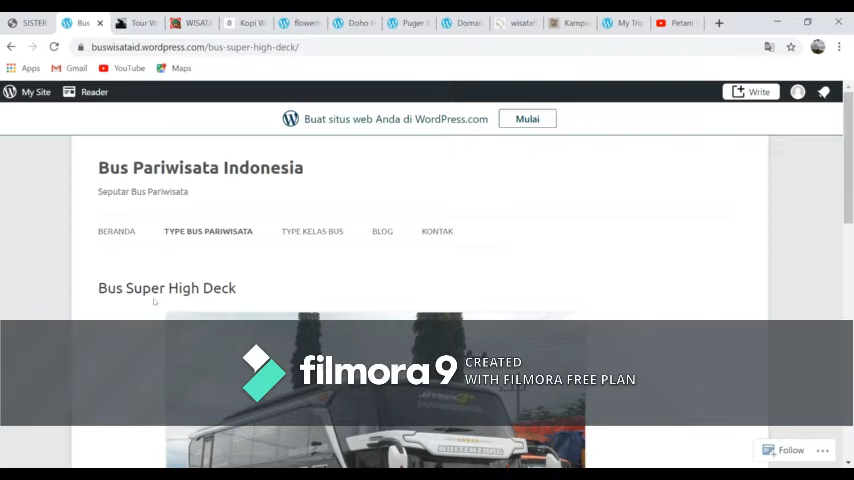 SISTER
Bus
Tour W
WISATA
Kopi W
flowert
Doho
Puger
Domai
wisataf
Kampo
My Trip
Petani
buswisataid.wordpress.com/bus-super-high-deck/
Apps
Gmail
YouTube
Maps
My Site
Reader
Write
Buat situs web Anda di WordPress.com
Mulai
Bus Pariwisata Indonesia
Seputar Bus Pariwisata
BERANDA
TYPE BUS PARIWISATA
TYPE KELAS BUS
BLOG
KONTAK
Bus Super High Deck
filmora9
CREATED
WITH FILMORA FREE PLAN
Follow